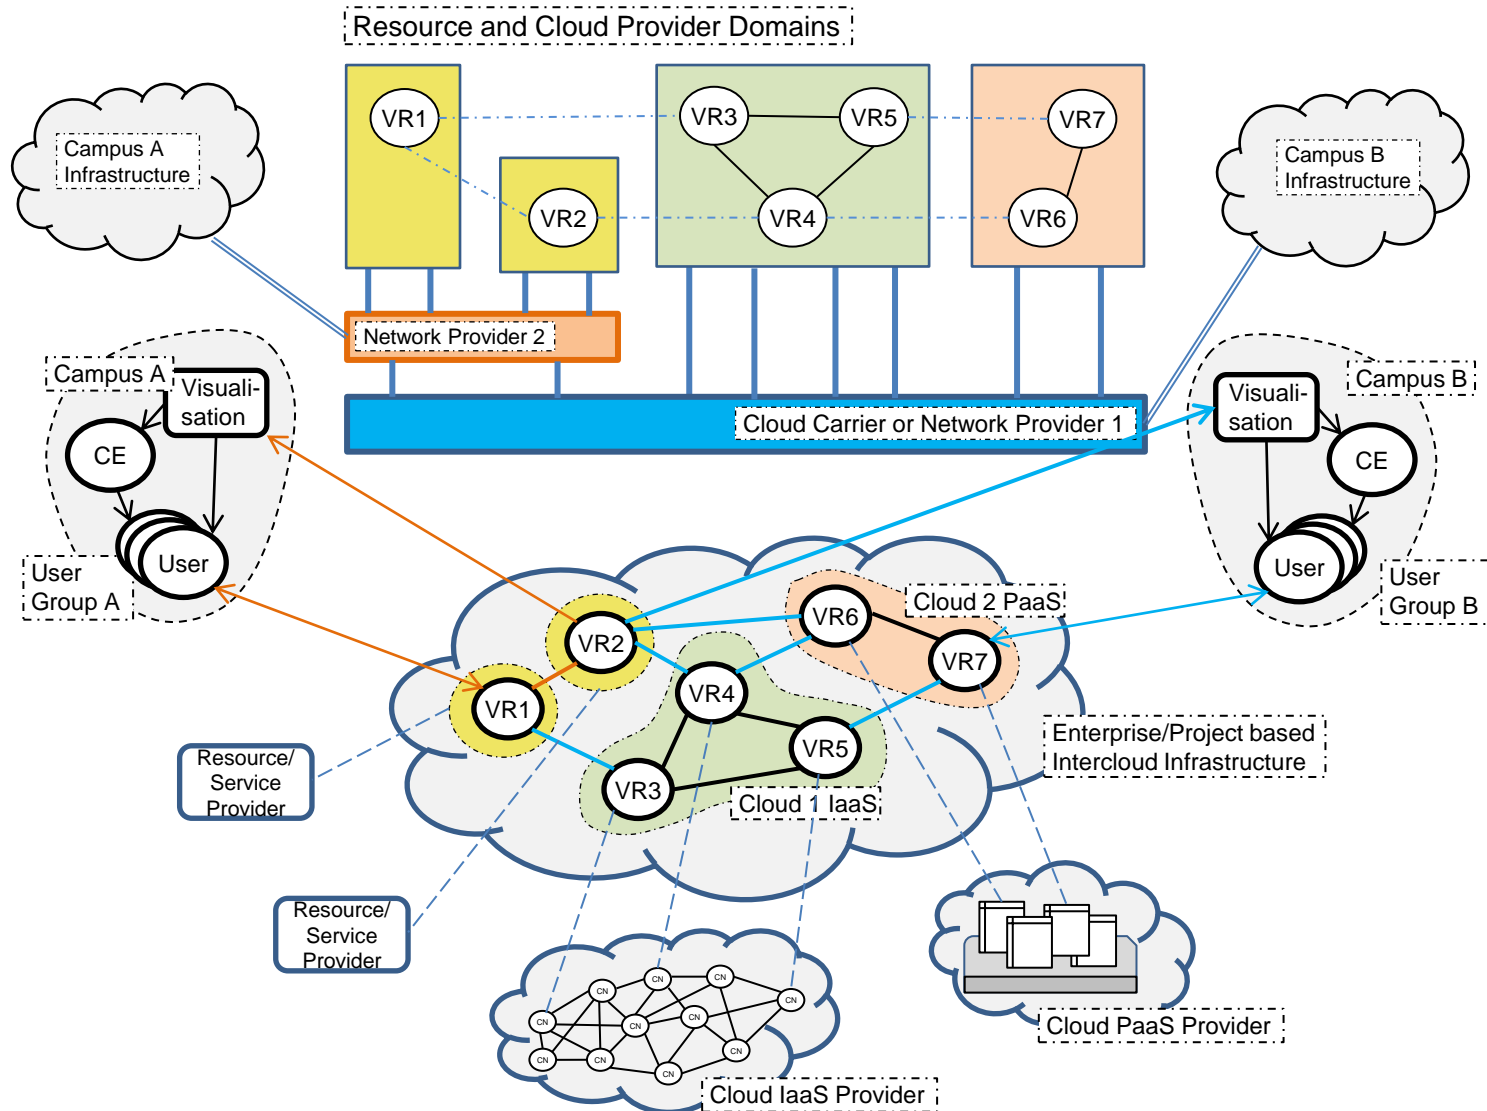 Resource and Cloud Provider Domains
VR1
VR3
VR5
VR7
Campus A
Infrastructure
Campus B
Infrastructure
VR2
VR4
VR6
Network Provider 2
Campus A
Visuali-
sation
Cloud Carrier or Network Provider 1
Visuali-
sation
Campus B
CE
CE
User
User
User
Group A
User
Group B
VR6
Cloud 2 PaaS
VR2
VR7
VR4
VR1
VR5
VR3
Cloud 1 IaaS
Enterprise/Project based
Intercloud Infrastructure
Resource/
Service
Provider
Resource/
Service
Provider
CN
CN
CN
CN
CN
CN
CN
CN
CN
CN
CN
CN
Cloud PaaS Provider
Cloud IaaS Provider